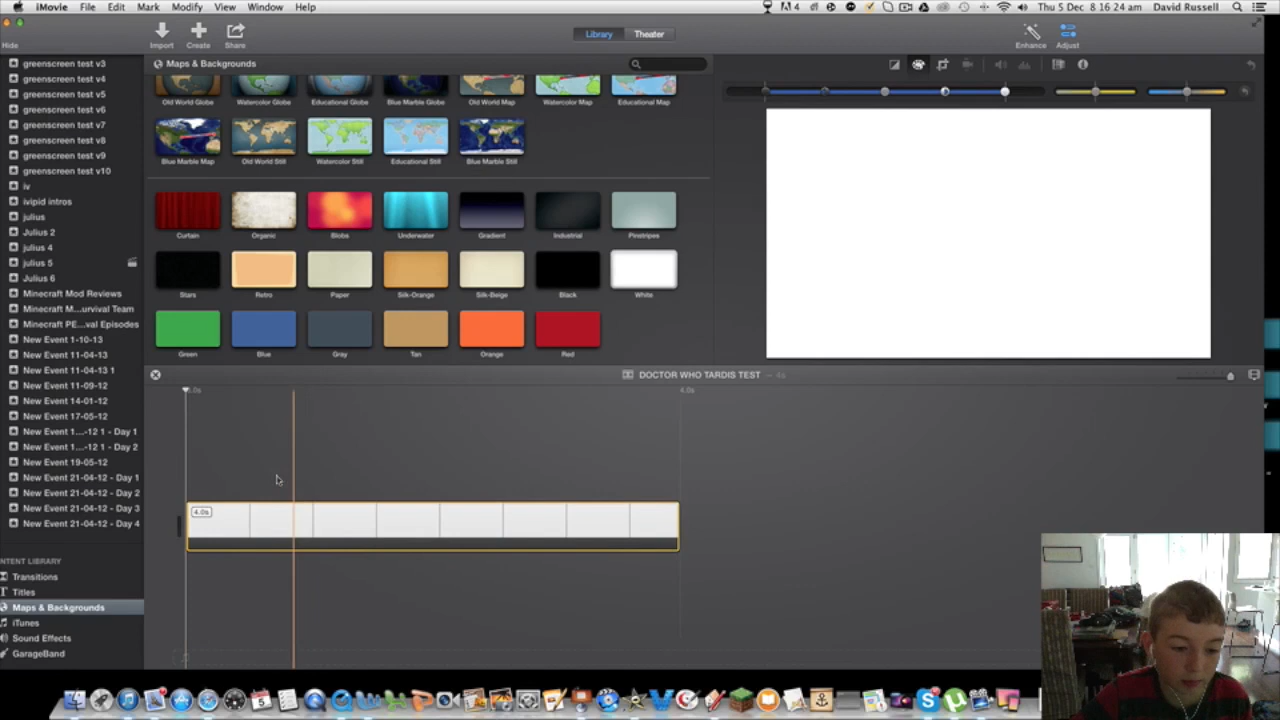 iMovie File Edit Mark Modify View Window Help 4 Thu 5 Dec 8 16 24 am David Russell
Hide Import Create Share Library Theater Enhance Adjust
greenscreen test v3
greenscreen test v4
greenscreen test v5
greenscreen test v6
greenscreen test v7
greenscreen test v8
greenscreen test v9
greenscreen test v10
iv
ivipid intros
julius
Julius 2
julius 4
julius 5
Julius 6
Minecraft Mod Reviews
Minecraft M...urvival Team
Minecraft PE...val Episodes
New Event 1-10-13
New Event 11-04-13
New Event 11-04-13 1
New Event 11-09-12
New Event 14-01-12
New Event 17-05-12
New Event 1...-12 1 - Day 1
New Event 1...-12 1 - Day 2
New Event 19-05-12
New Event 21-04-12 - Day 1
New Event 21-04-12 - Day 2
New Event 21-04-12 - Day 3
New Event 21-04-12 - Day 4
NTENT LIBRARY
Transitions
Titles
Maps & Backgrounds
iTunes
Sound Effects
GarageBand
Maps & Backgrounds
Old World Globe Watercolor Globe Educational Globe Blue Marble Globe Old World Map Watercolor Map Educational Map
Blue Marble Map Old World Still Watercolor Still Educational Still Blue Marble Still
Curtain Organic Blobs Underwater Gradient Industrial Pinstripes
Stars Retro Paper Silk-Orange Silk-Beige Black White
Green Blue Gray Tan Orange Red
DOCTOR WHO TARDIS TEST - 4s
.0s 4.0s
4.0s